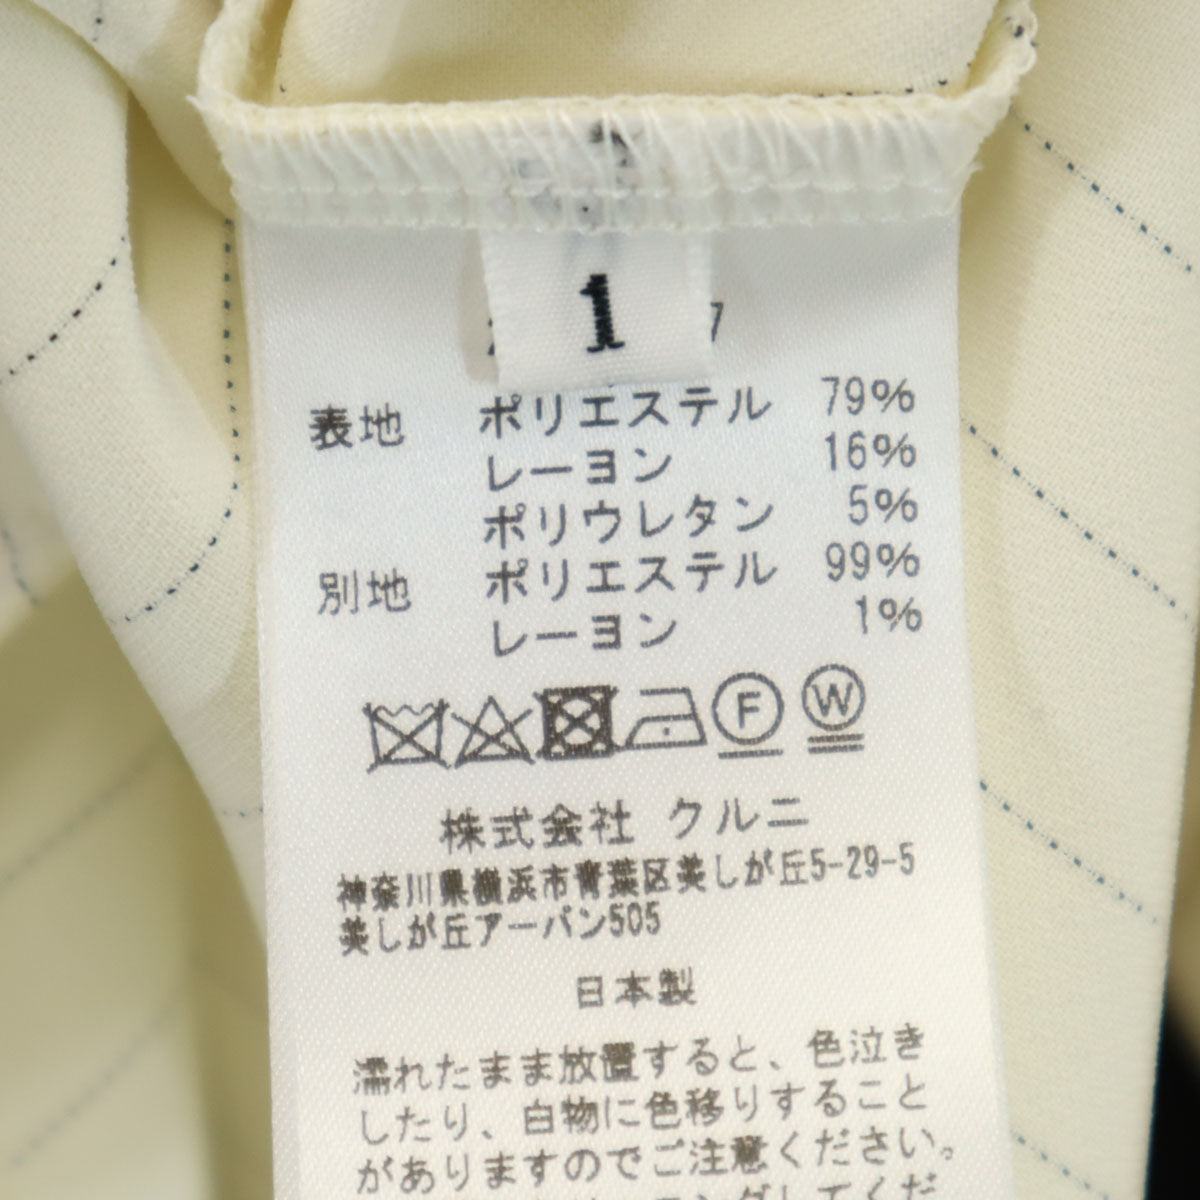 1
7
表地 ポリエステル 79%
レーヨン 16%
ポリウレタン 5%
別地 ポリエステル 99%
レーヨン 1%
F W
株式会社 クルニ
神奈川県横浜市青葉区美しが丘5-29-5
美しが丘アーバン505
日本製
濡れたまま放置すると、色泣き
したり、白物に色移りすること
がありますのでご注意ください。